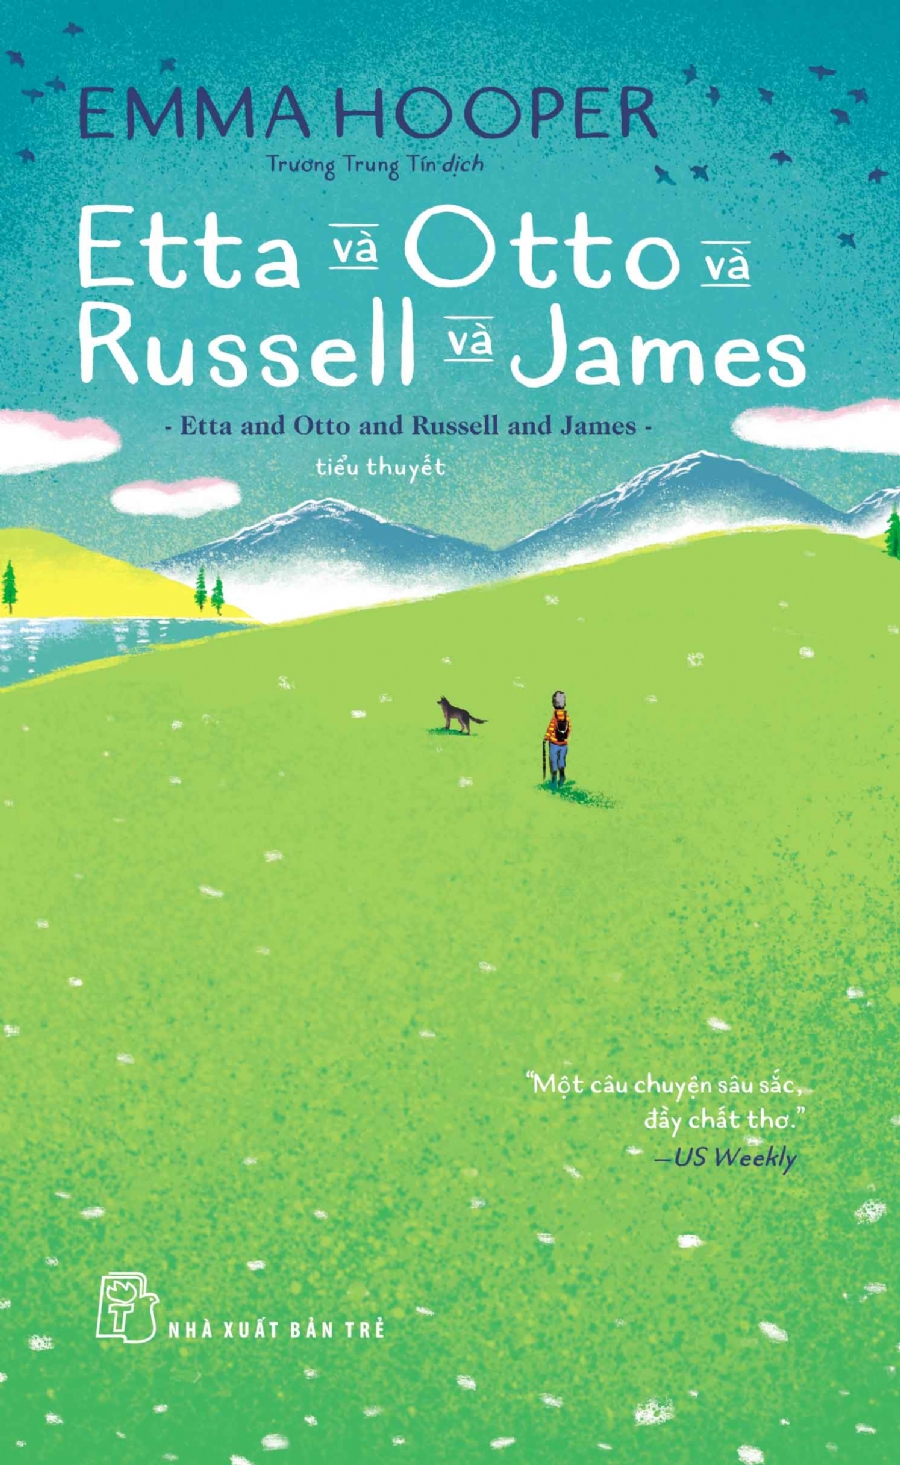 EMMA HOOPER
Trương Trung Tín dịch
Etta và Otto và
Russell và James
- Etta and Otto and Russell and James -
tiểu thuyết
“Một câu chuyện sâu sắc,
đầy chất thơ.”
—US Weekly
NHÀ XUẤT BẢN TRẺ